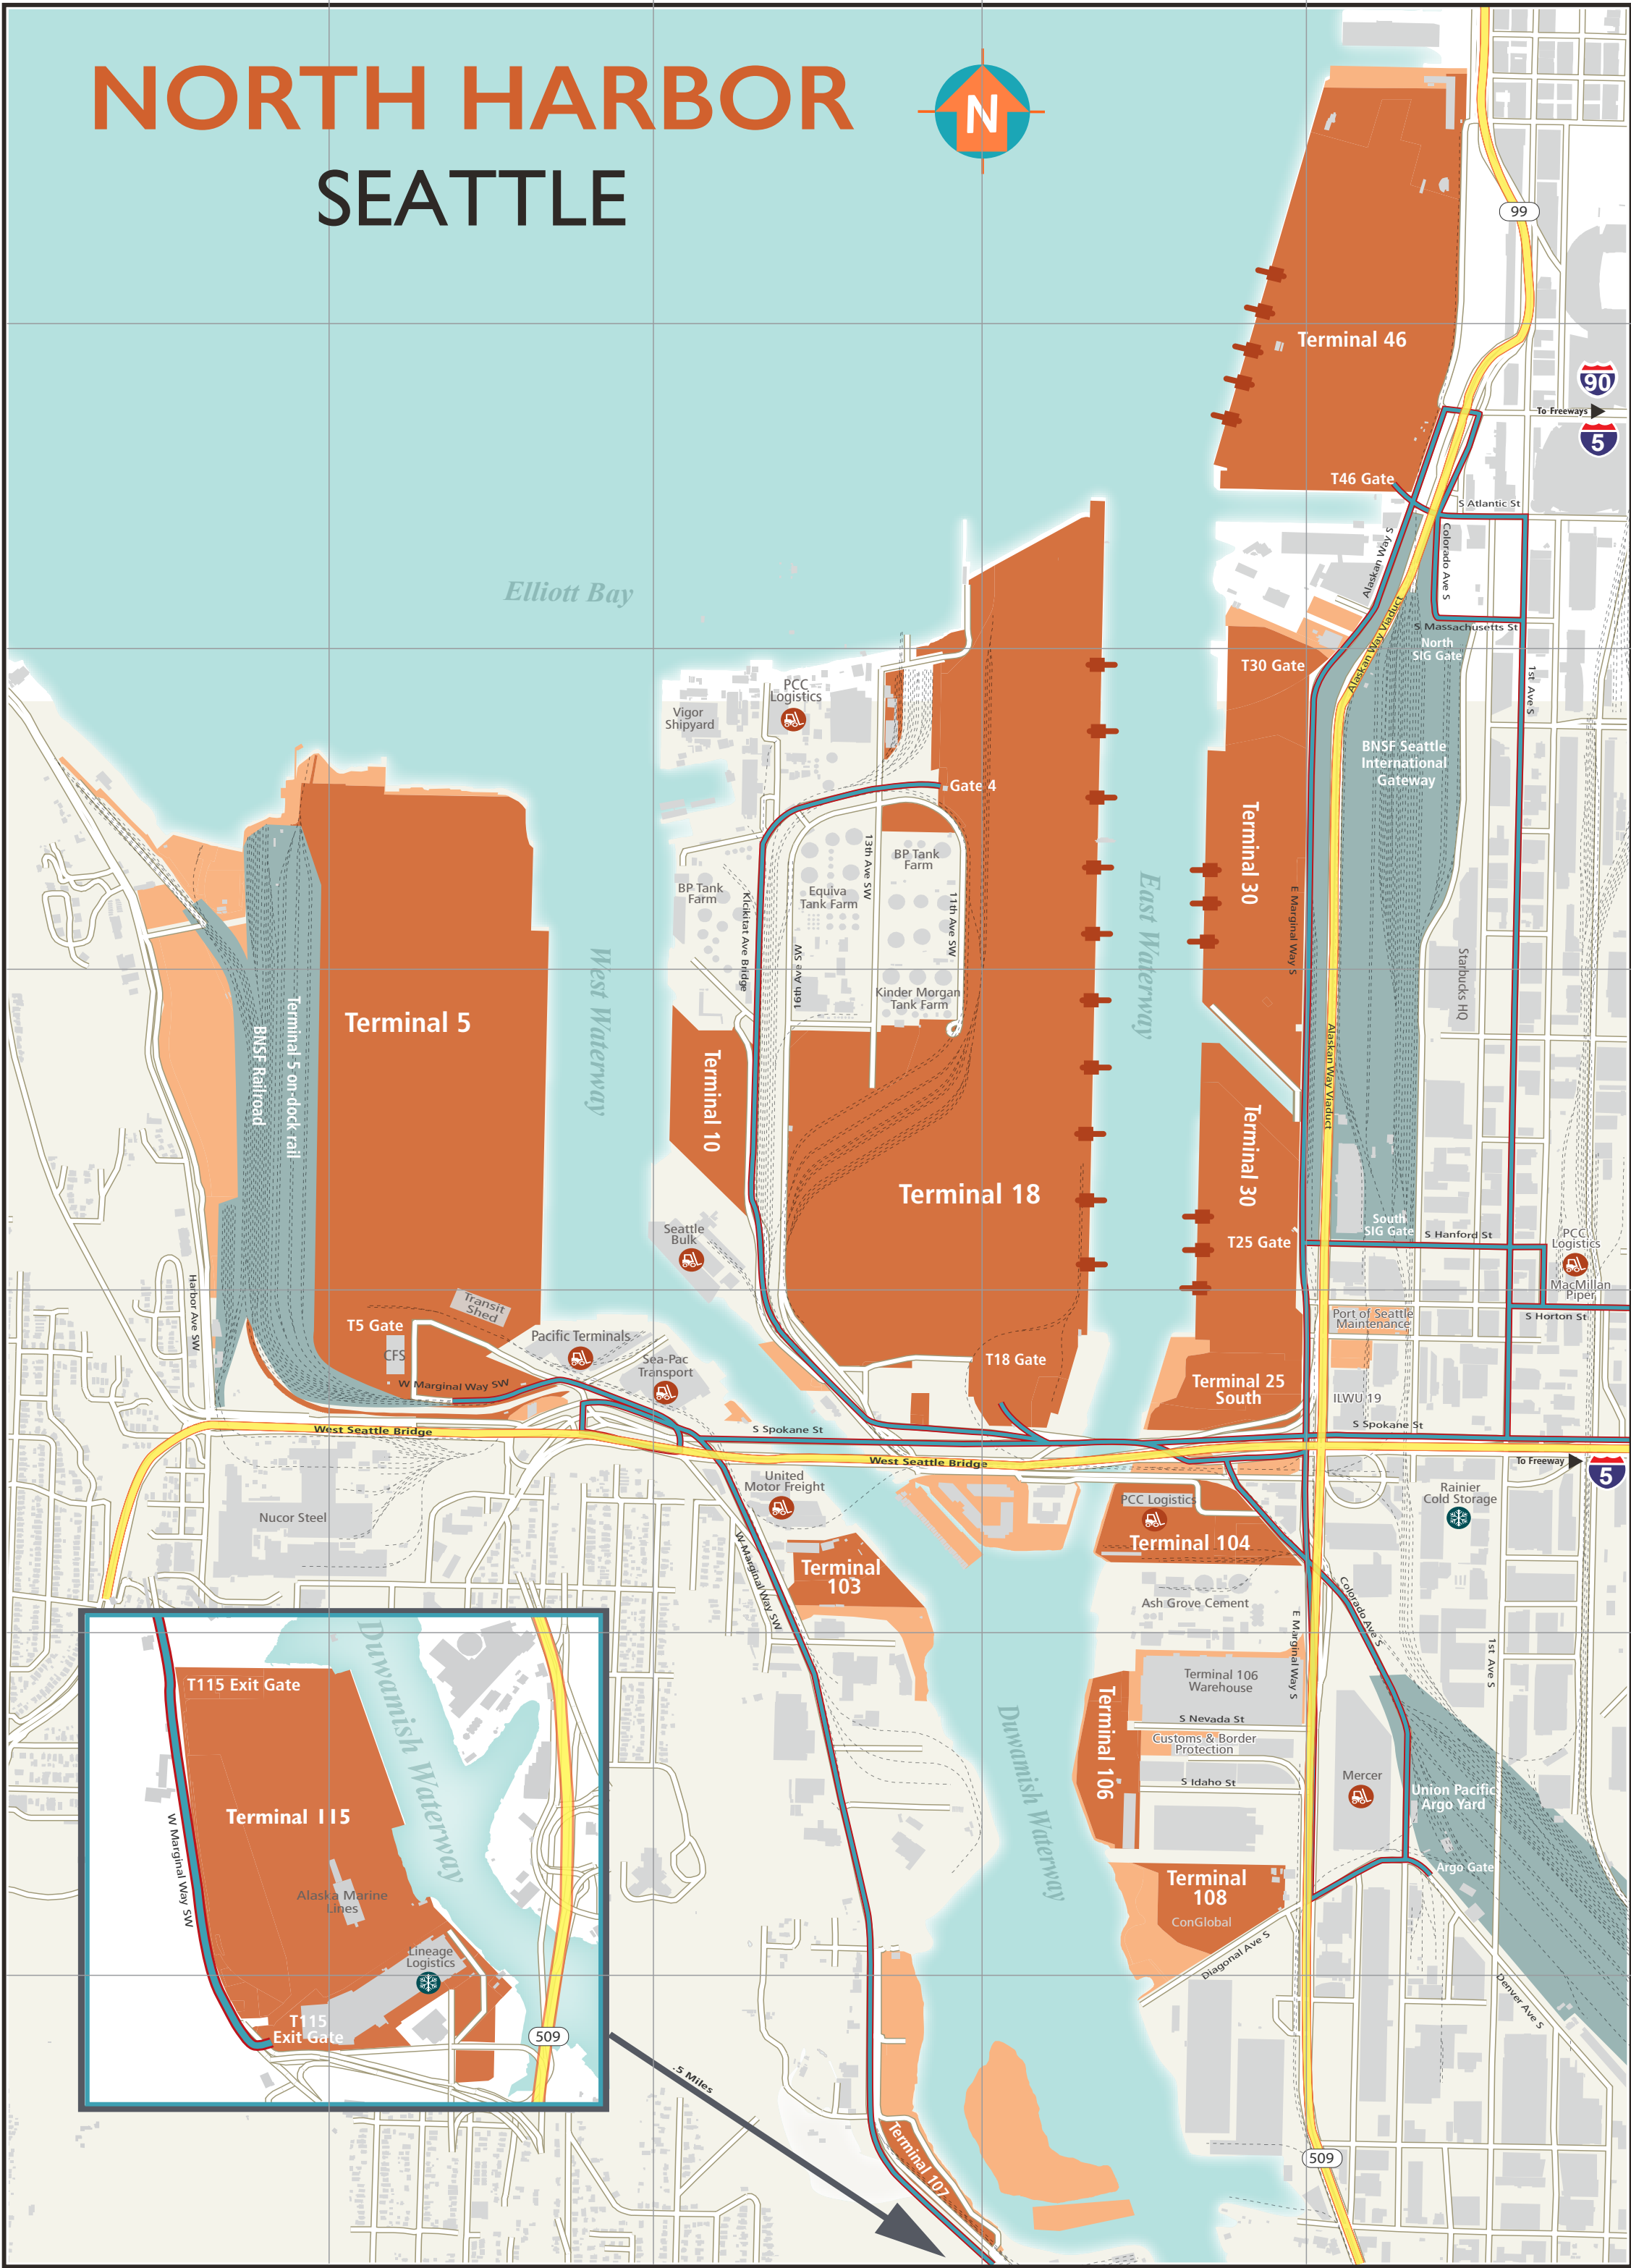 NORTH HARBOR
SEATTLE
N
99
Terminal 46
90
To Freeways
5
T46 Gate
S Atlantic St
Alaskan Way S
Colorado Ave S
Elliott Bay
Alaskan Way Viaduct
S Massachusetts St
North
SIG Gate
T30 Gate
1st Ave S
PCC
Logistics
Vigor
Shipyard
BNSF Seattle
International
Gateway
Gate 4
Terminal 30
13th Ave SW
BP Tank
Farm
BP Tank
Farm
Equiva
Tank Farm
Klcikitat Ave Bridge
11th Ave SW
East Waterway
E Marginal Way S
West Waterway
16th Ave SW
Starbucks HQ
Kinder Morgan
Tank Farm
Terminal 5
Terminal 5 on-dock rail
BNSF Railroad
Alaskan Way Viaduct
Terminal 10
Terminal 30
Terminal 18
Seattle
Bulk
South
SIG Gate
T25 Gate
S Hanford St
PCC
Logistics
MacMillan
Piper
Harbor Ave SW
Transit
Shed
T5 Gate
Pacific Terminals
Port of Seattle
Maintenance
S Horton St
CFS
Sea-Pac
Transport
T18 Gate
W Marginal Way SW
Terminal 25
South
ILWU 19
West Seattle Bridge
S Spokane St
S Spokane St
West Seattle Bridge
To Freeway
5
United
Motor Freight
Nucor Steel
PCC Logistics
Rainier
Cold Storage
Terminal 104
W Marginal Way SW
Terminal
103
Ash Grove Cement
Colorado Ave S
E Marginal Way S
1st Ave S
Duwamish Waterway
T115 Exit Gate
Terminal 106
Warehouse
Terminal 106
S Nevada St
Customs & Border
Protection
Duwamish Waterway
S Idaho St
Mercer
Union Pacific
Argo Yard
Terminal 115
W Marginal Way SW
Argo Gate
Terminal
108
ConGlobal
Alaska Marine
Lines
Diagonal Ave S
Lineage
Logistics
Denver Ave S
T115
Exit Gate
509
.5 Miles
Terminal 107
509